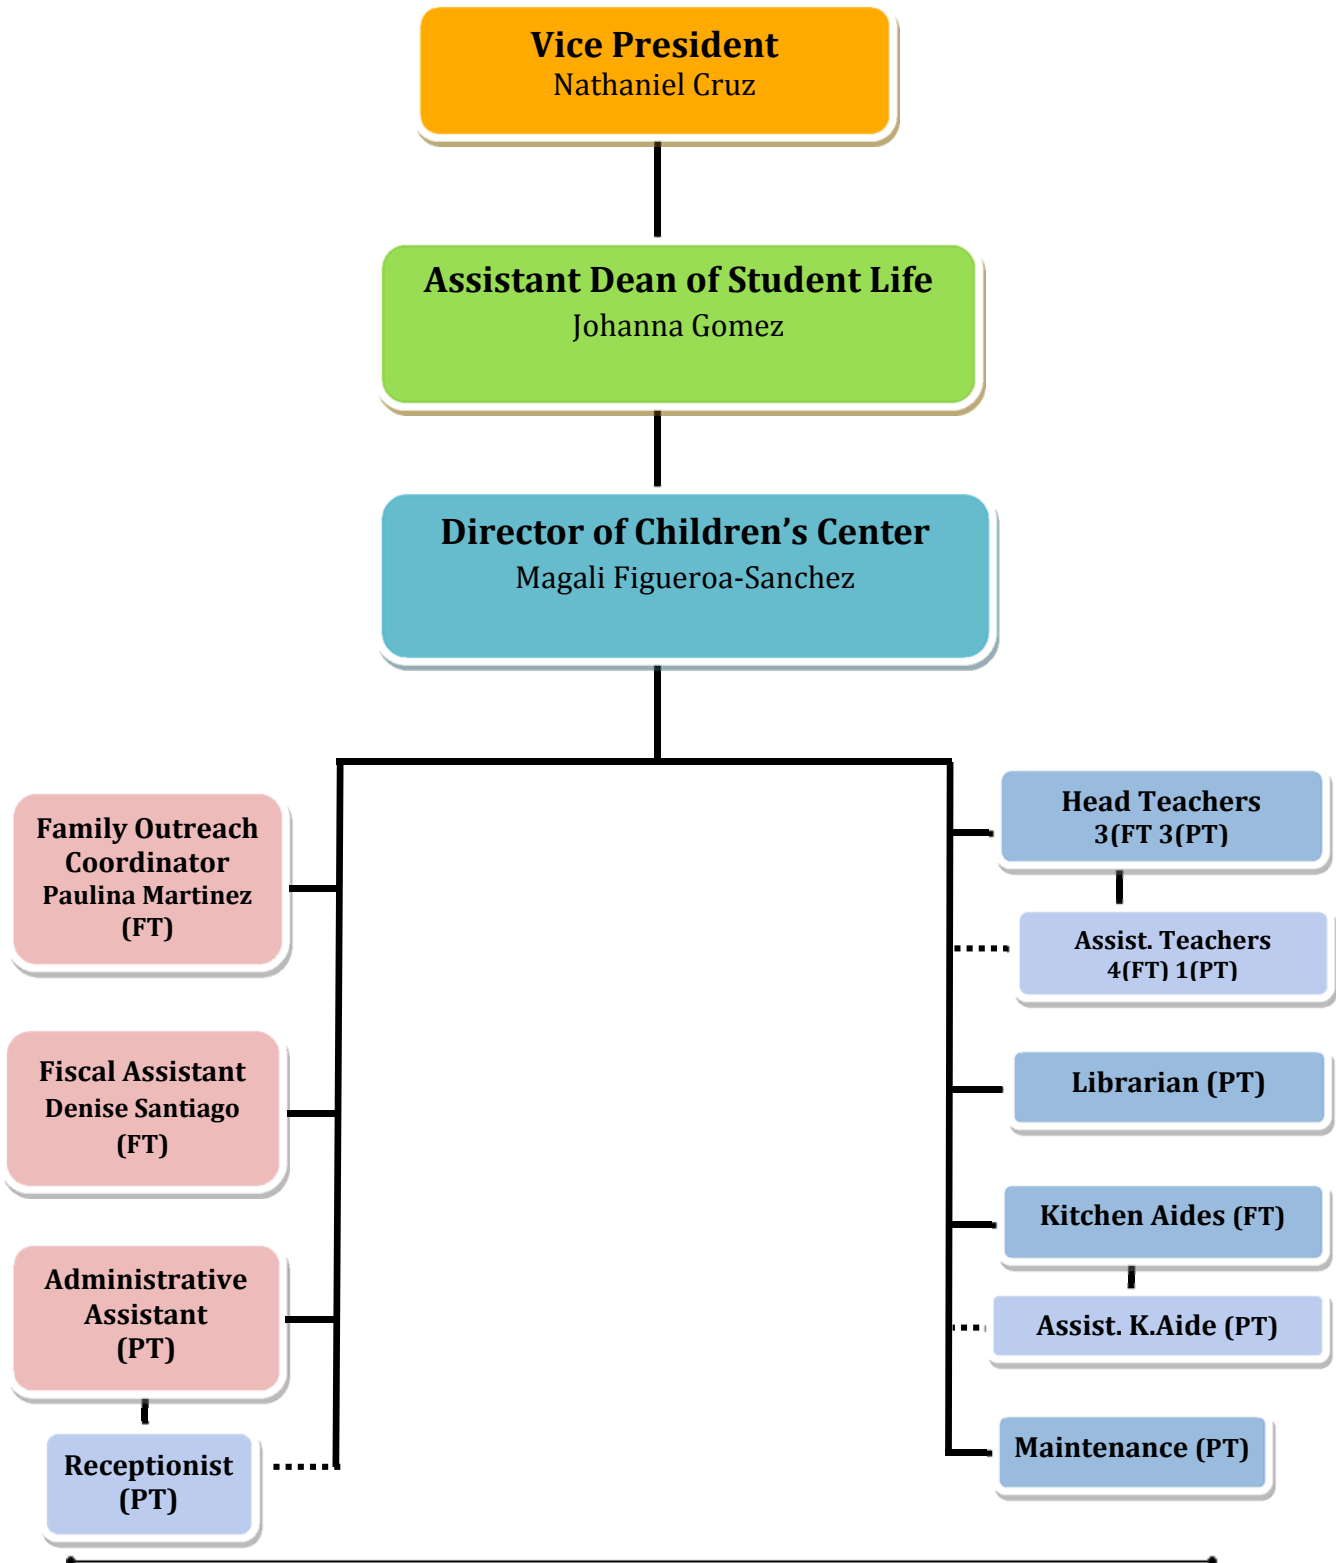 Vice President
Nathaniel Cruz
Assistant Dean of Student Life
Johanna Gomez
Director of Children’s Center
Magali Figueroa-Sanchez
Family Outreach
Coordinator
Paulina Martinez
(FT)
Fiscal Assistant
Denise Santiago
(FT)
Administrative
Assistant
(PT)
Receptionist
(PT)
Head Teachers
3(FT 3(PT)
Assist. Teachers
4(FT) 1(PT)
Librarian (PT)
Kitchen Aides (FT)
Assist. K.Aide (PT)
Maintenance (PT)